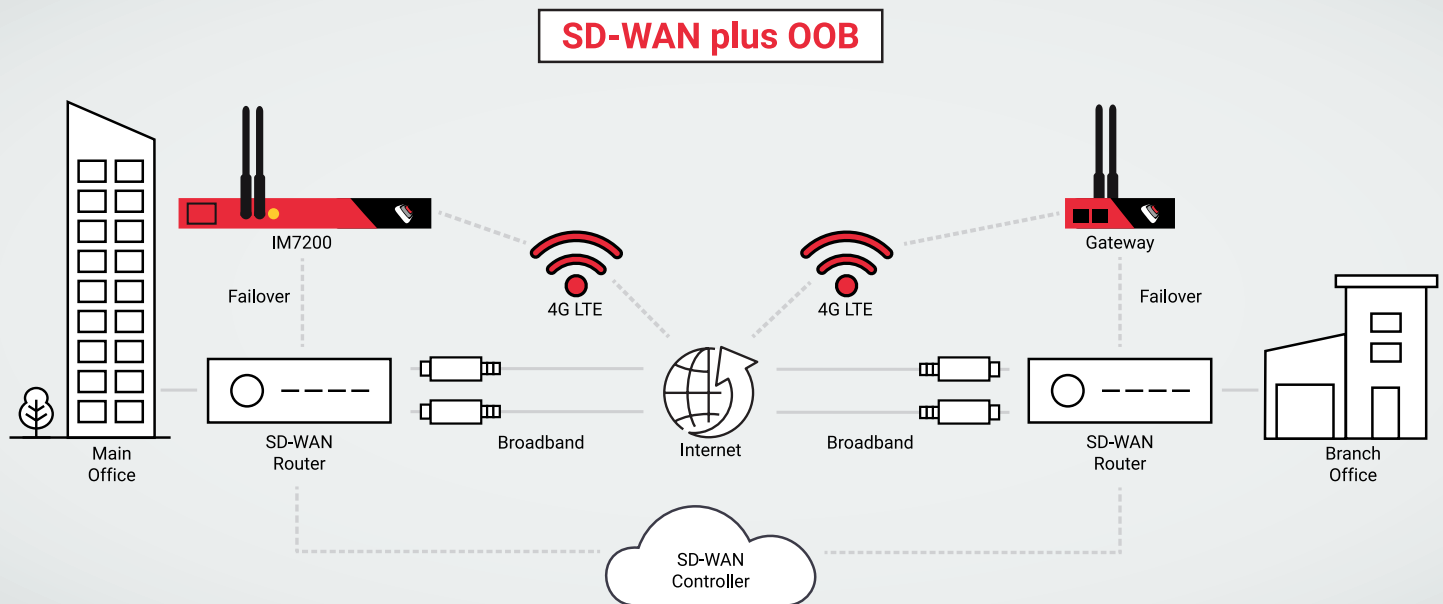 SD-WAN plus OOB
IM7200
Gateway
Failover
4G LTE
4G LTE
Failover
Main
Office
SD-WAN
Router
Broadband
Internet
Broadband
SD-WAN
Router
Branch
Office
SD-WAN
Controller